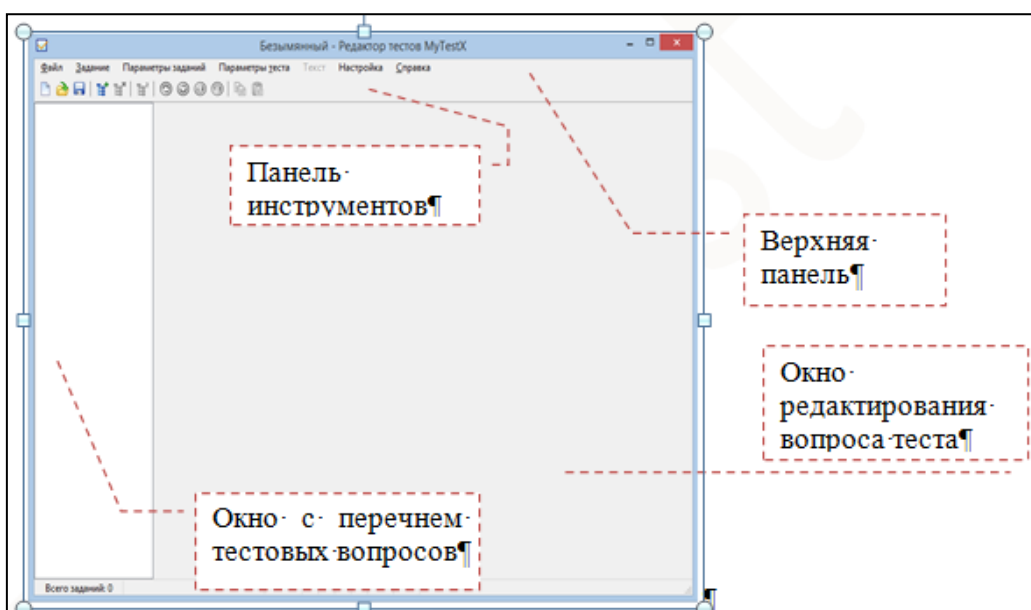 Безымянный - Редактор тестов MyTestX
Файл Задание Параметры заданий Параметры теста Текст Настройка Справка
Панель·
инструментов¶
Верхняя·
панель¶
Окно·
редактирования·
вопроса·теста¶
Окно· с· перечнем·
тестовых·вопросов¶
Всего заданий: 0
¶